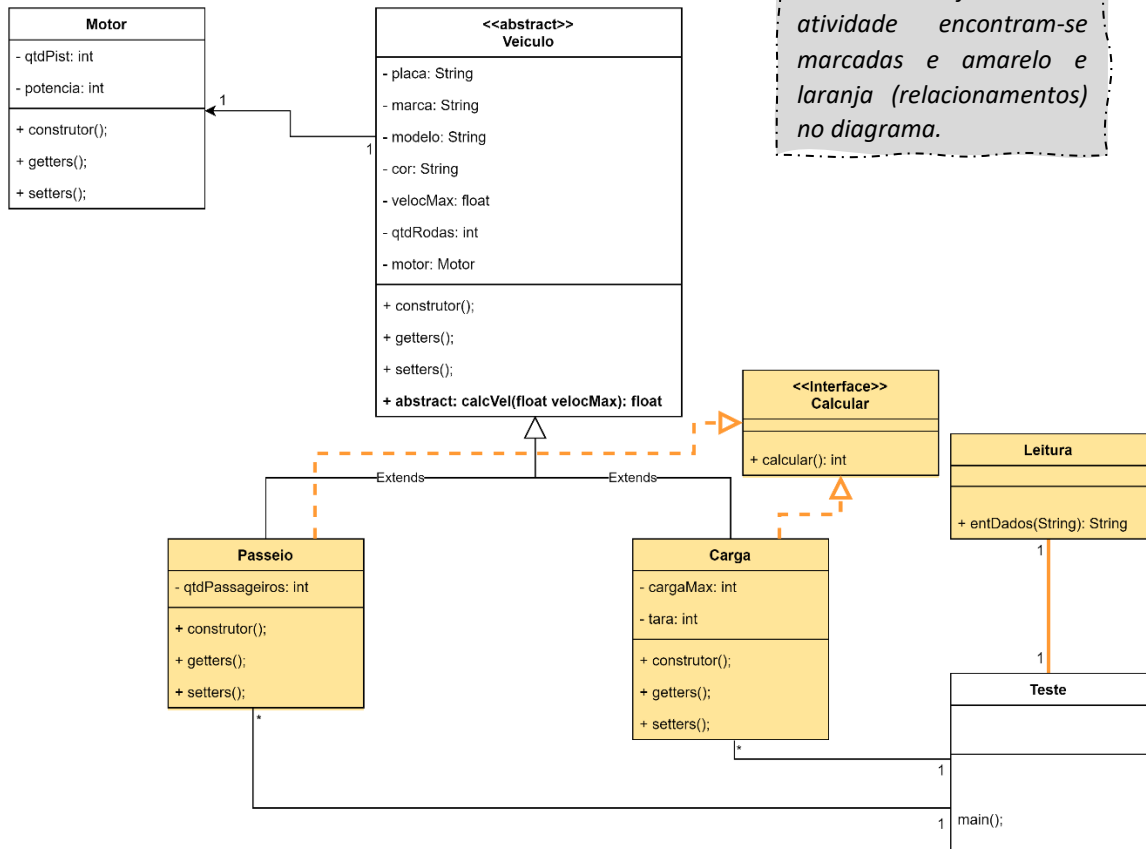 Motor
- qtdPist: int
- potencia: int
+ construtor();
+ getters();
+ setters();
1
1
<<abstract>>
Veiculo
- placa: String
- marca: String
- modelo: String
- cor: String
- velocMax: float
- qtdRodas: int
- motor: Motor
+ construtor();
+ getters();
+ setters();
+ abstract: calcVel(float velocMax): float
atividade encontram-se
marcadas e amarelo e
laranja (relacionamentos)
no diagrama.
<<Interface>>
Calcular
+ calcular(): int
Leitura
+ entDados(String): String
1
1
Extends
Extends
Passeio
- qtdPassageiros: int
+ construtor();
+ getters();
+ setters();
*
Carga
- cargaMax: int
- tara: int
+ construtor();
+ getters();
+ setters();
*
Teste
1
1
main();